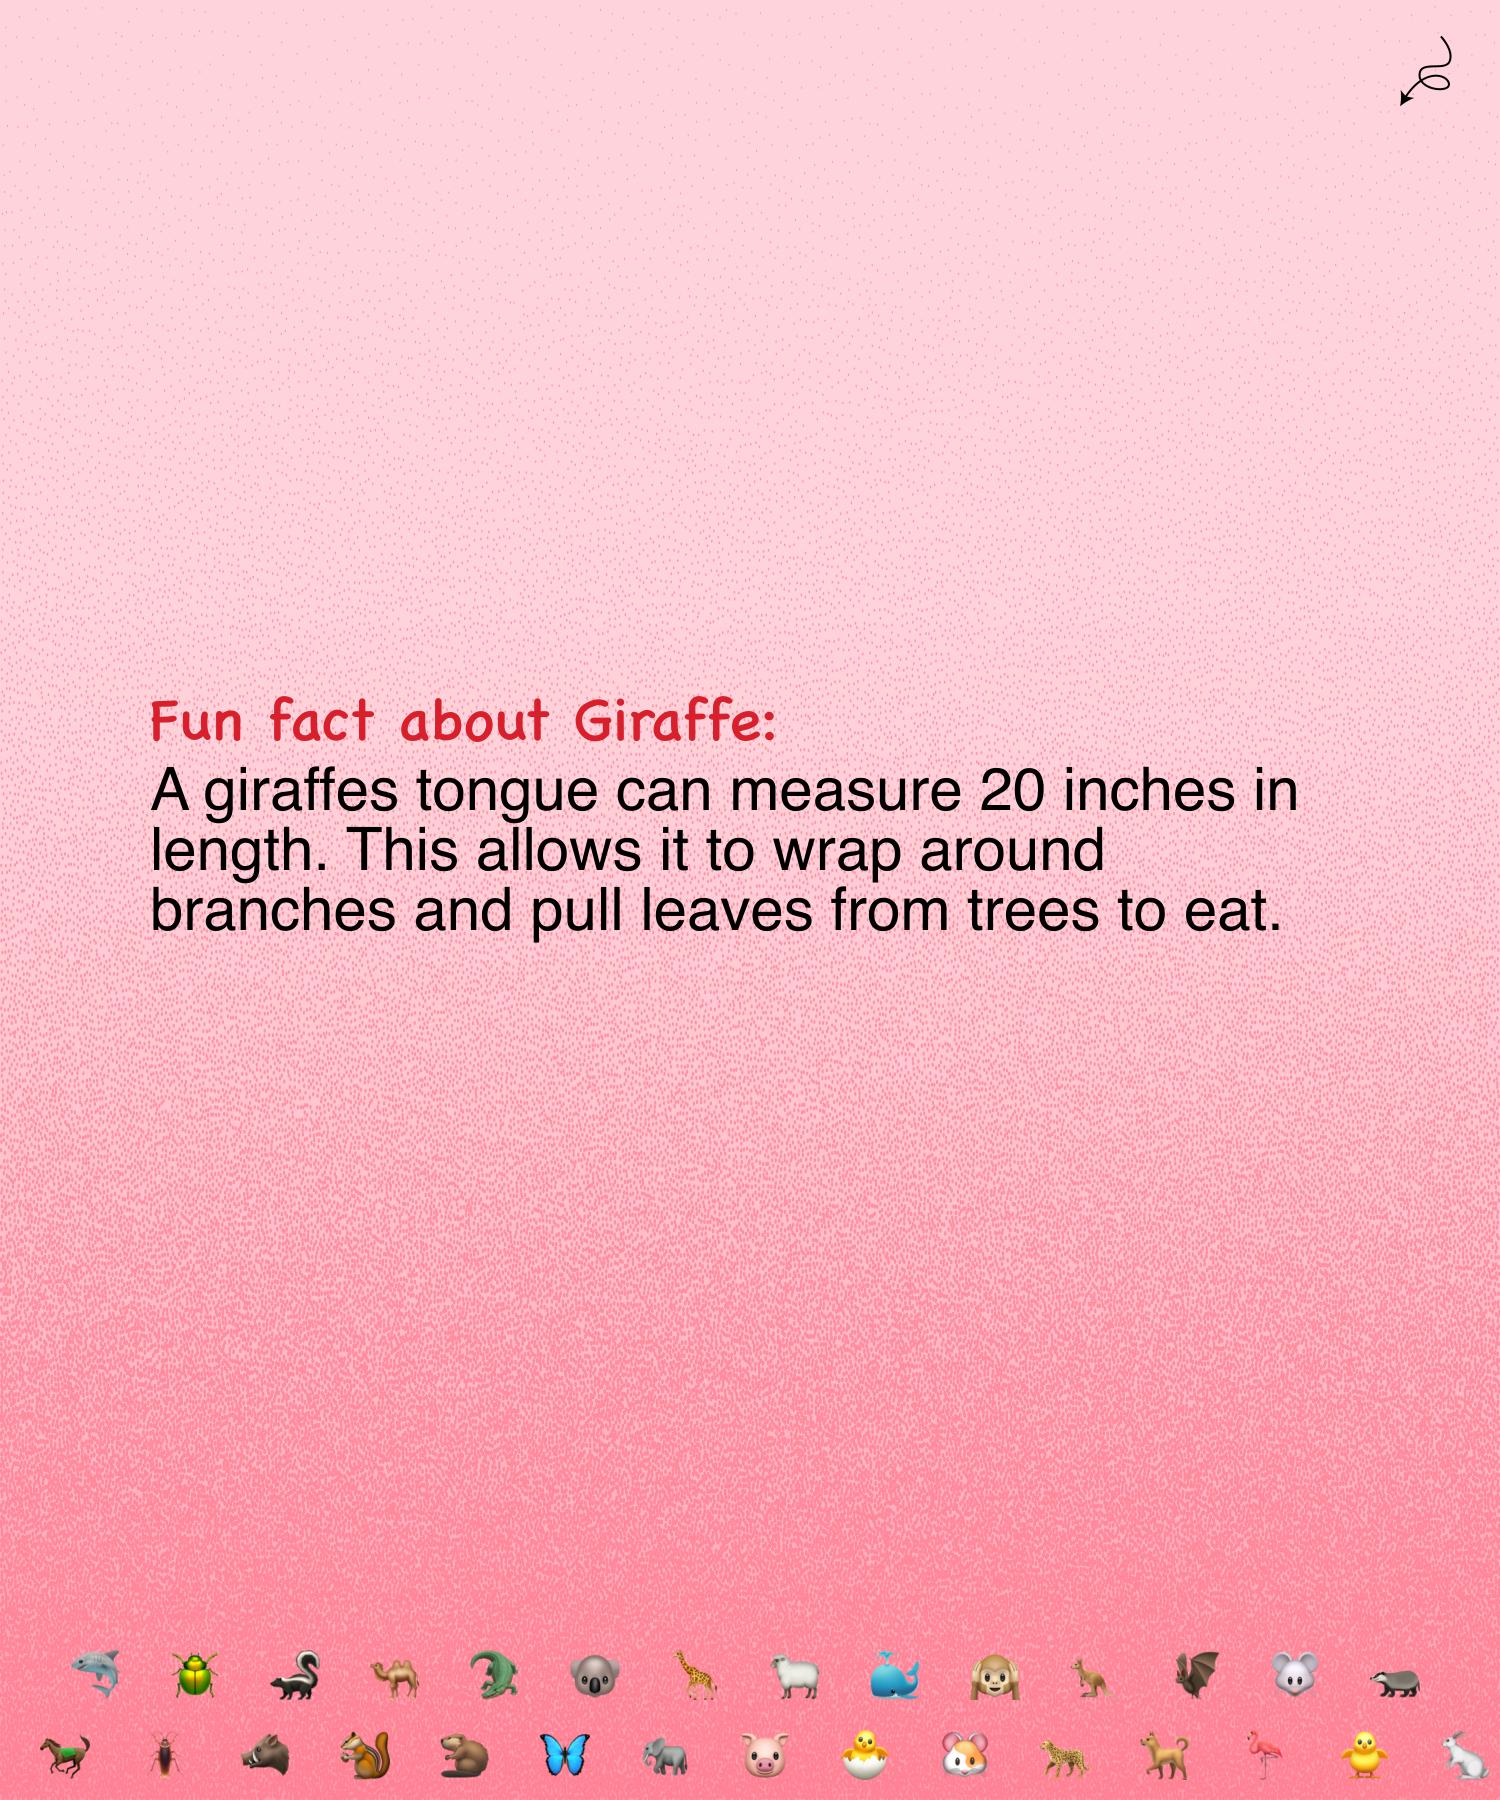 Fun fact about Giraffe:
A giraffes tongue can measure 20 inches in
length. This allows it to wrap around
branches and pull leaves from trees to eat.